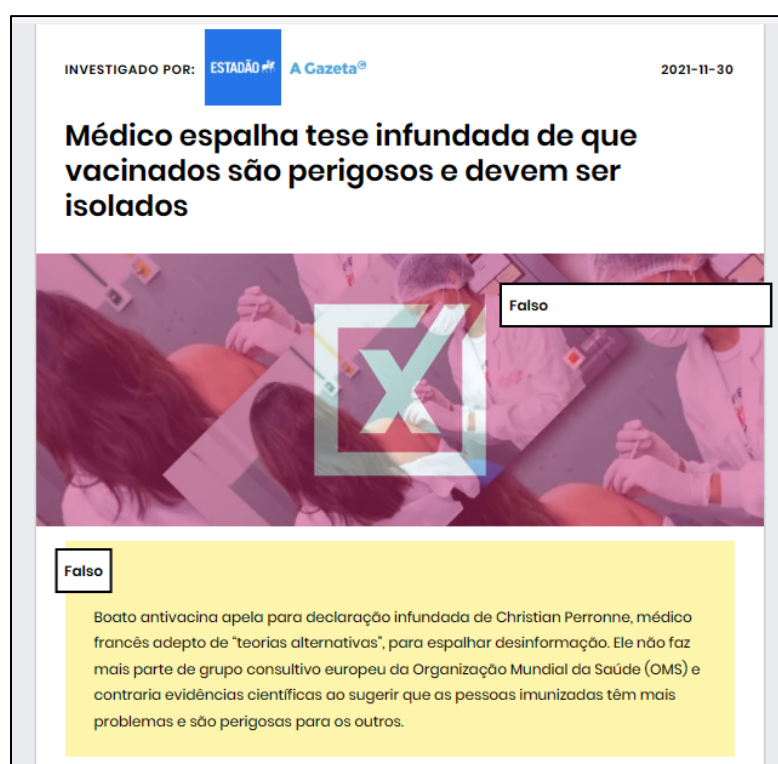 INVESTIGADO POR: ESTADÃO A Gazeta 2021-11-30
Médico espalha tese infundada de que
vacinados são perigosos e devem ser
isolados
Falso
Falso
Boato antivacina apela para declaração infundada de Christian Perronne, médico
francês adepto de “teorias alternativas”, para espalhar desinformação. Ele não faz
mais parte de grupo consultivo europeu da Organização Mundial da Saúde (OMS) e
contraria evidências científicas ao sugerir que as pessoas imunizadas têm mais
problemas e são perigosas para os outros.